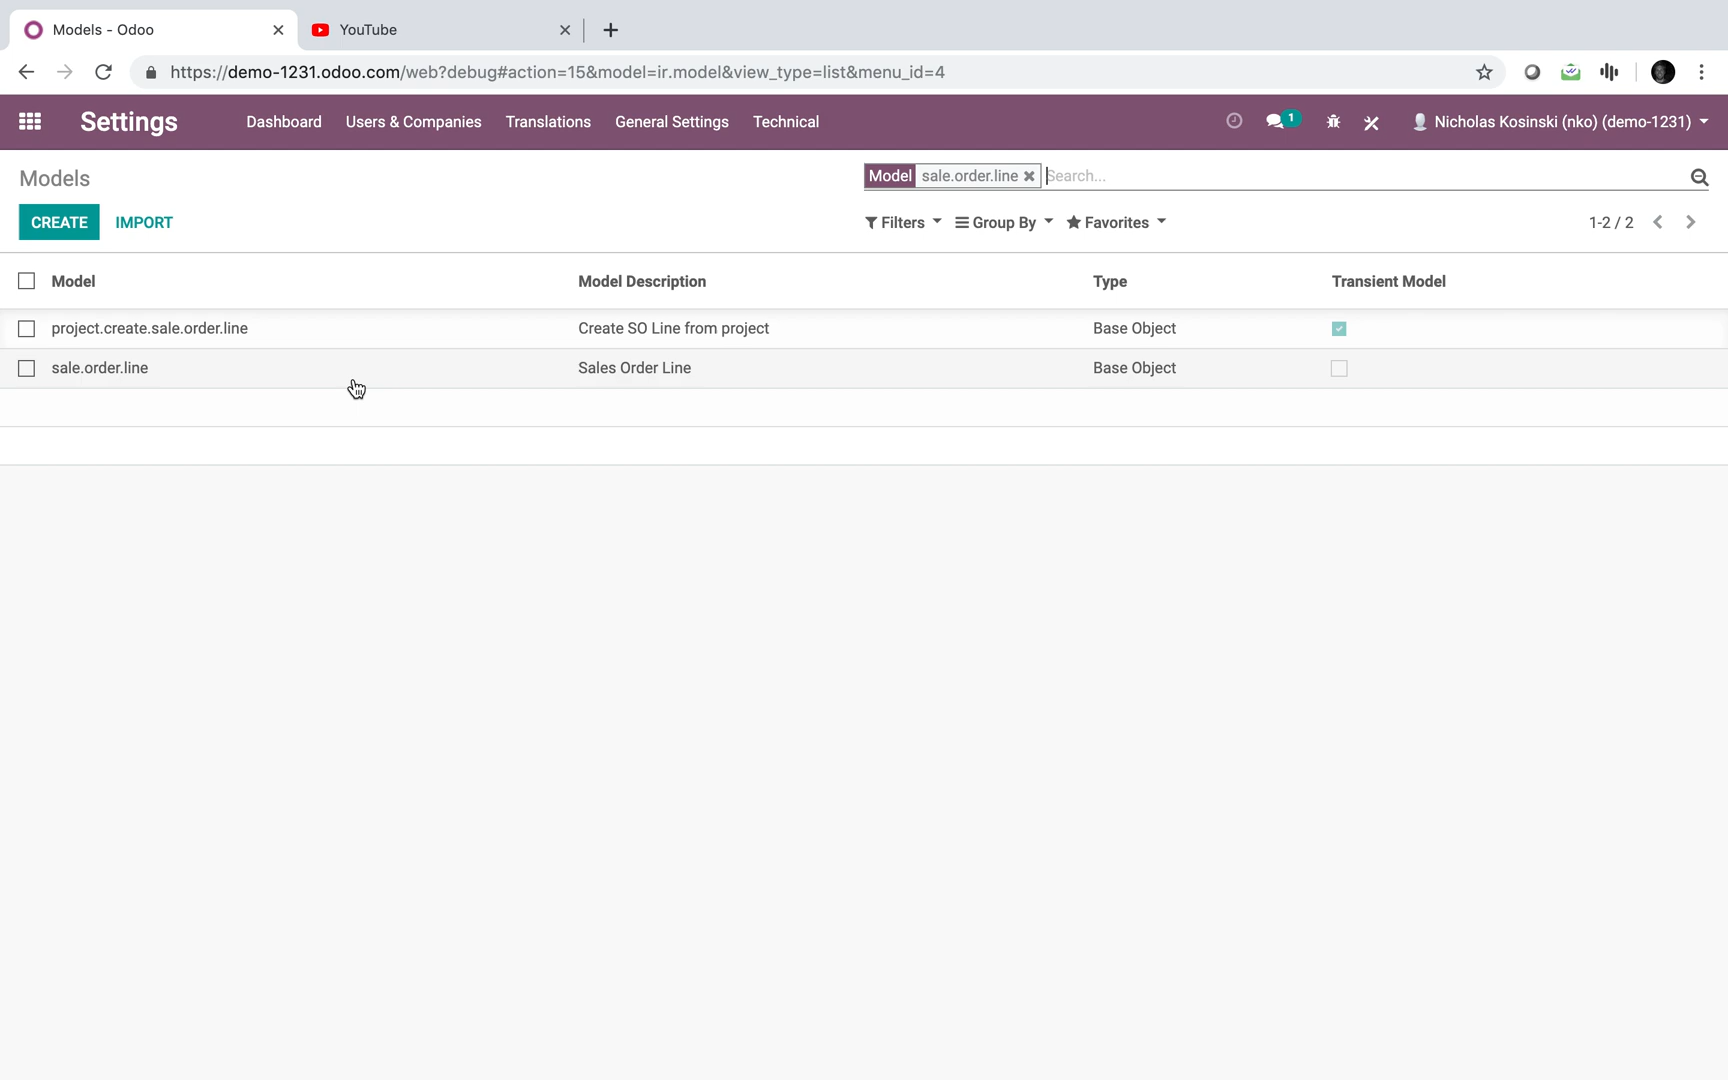 Models - Odoo
YouTube
https://demo-1231.odoo.com/web?debug#action=15&model=ir.model&view_type=list&menu_id=4
Settings Dashboard Users & Companies Translations General Settings Technical 1 Nicholas Kosinski (nko) (demo-1231)
Models
Model sale.order.line Search...
CREATE IMPORT Filters Group By Favorites 1-2 / 2
Model Model Description Type Transient Model
project.create.sale.order.line Create SO Line from project Base Object
sale.order.line Sales Order Line Base Object